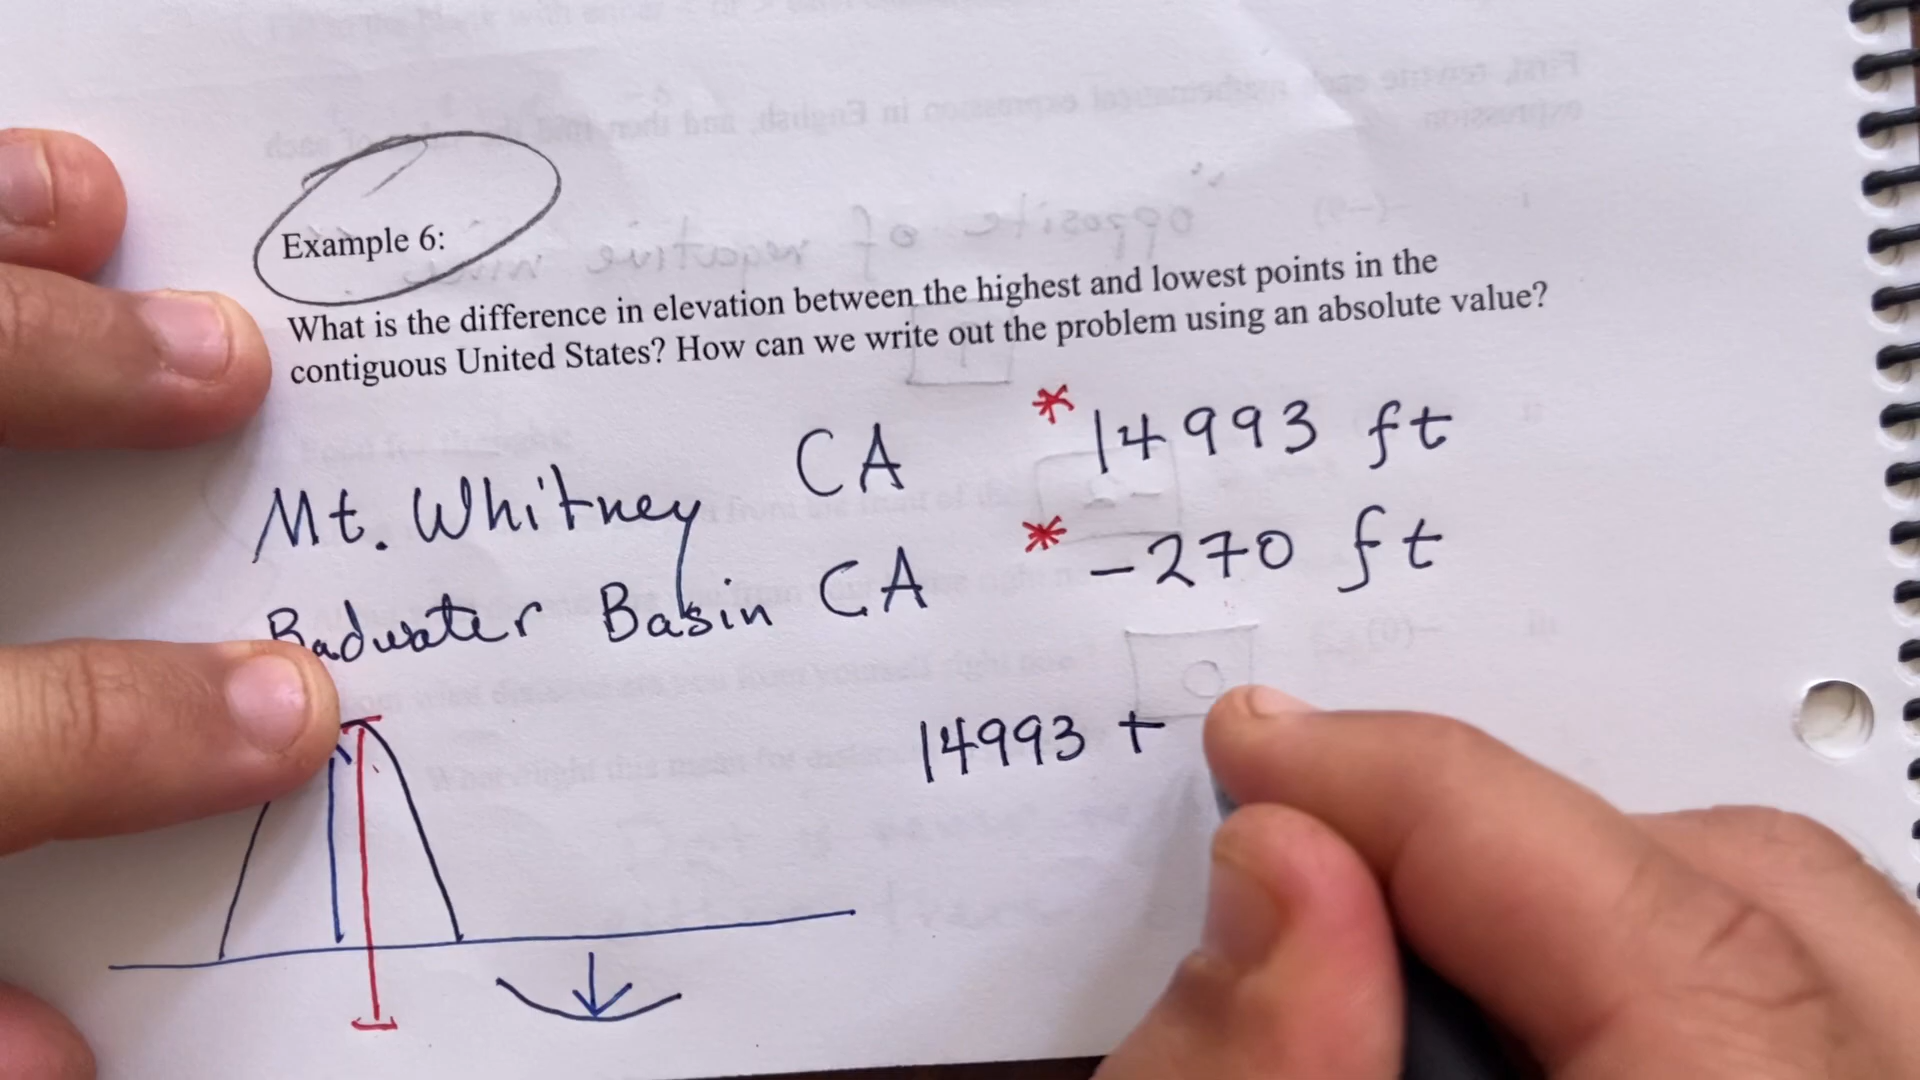 Example 6:
What is the difference in elevation between the highest and lowest points in the
contiguous United States? How can we write out the problem using an absolute value?
Mt. Whitney CA * 14993 ft
Badwater Basin CA * -270 ft
14993 +